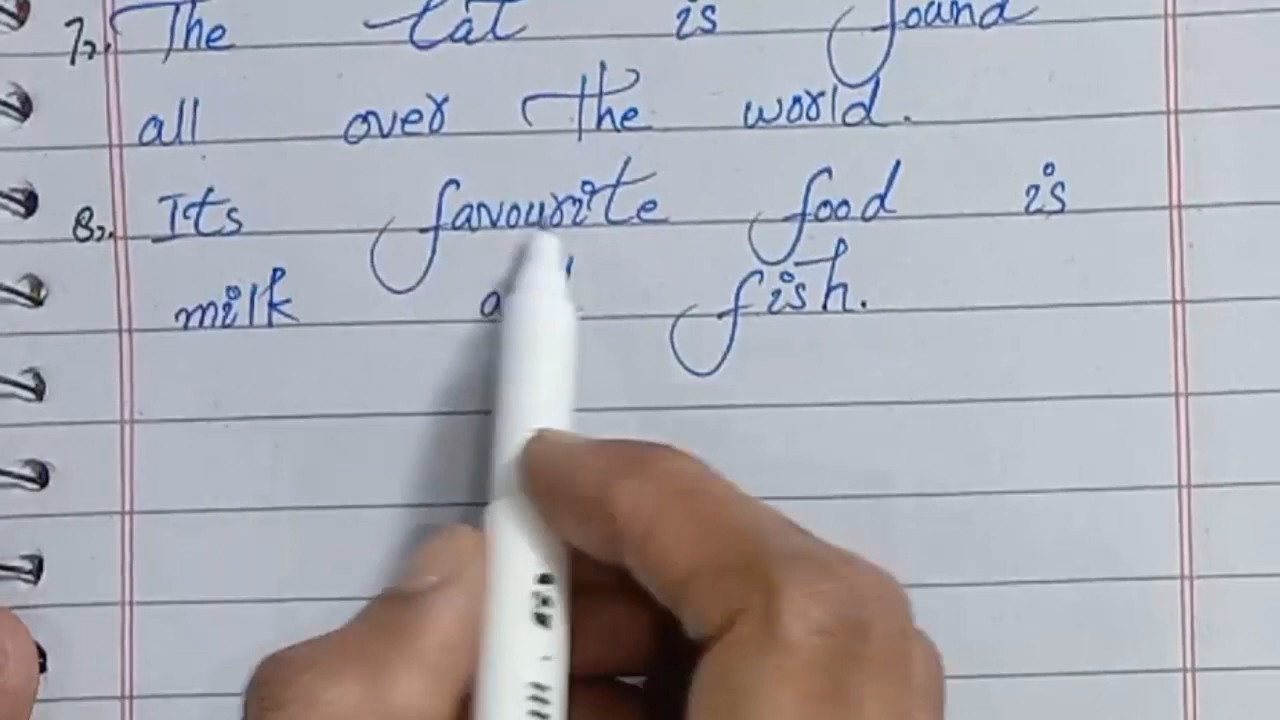 7. The Cat is found
all over the world.
8. Its favourite food is
milk fish.